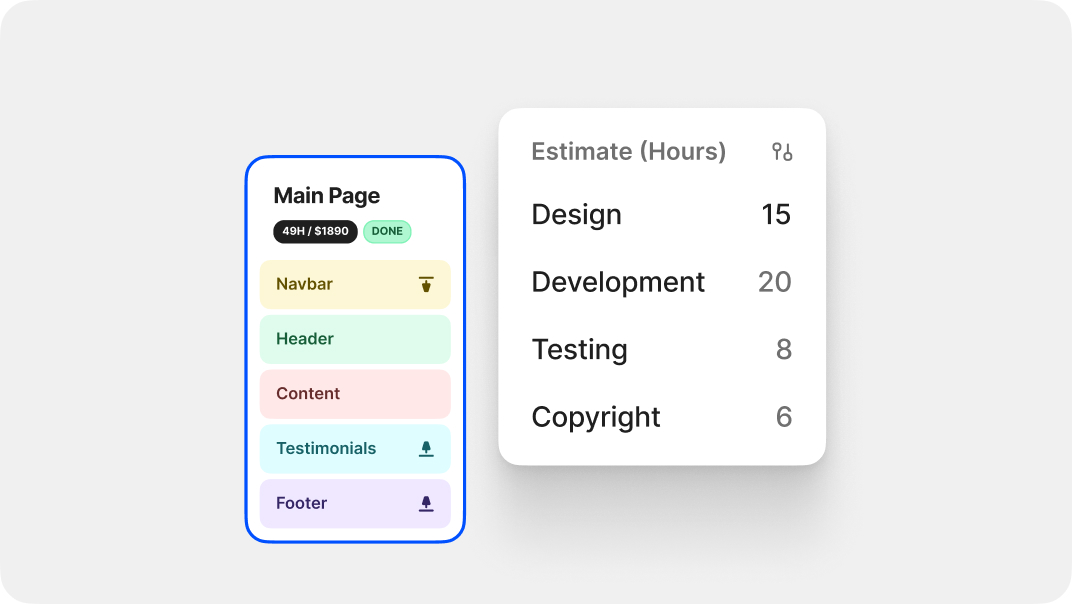 Main Page
49H / $1890 DONE
Navbar
Header
Content
Testimonials
Footer
Estimate (Hours)
Design 15
Development 20
Testing 8
Copyright 6